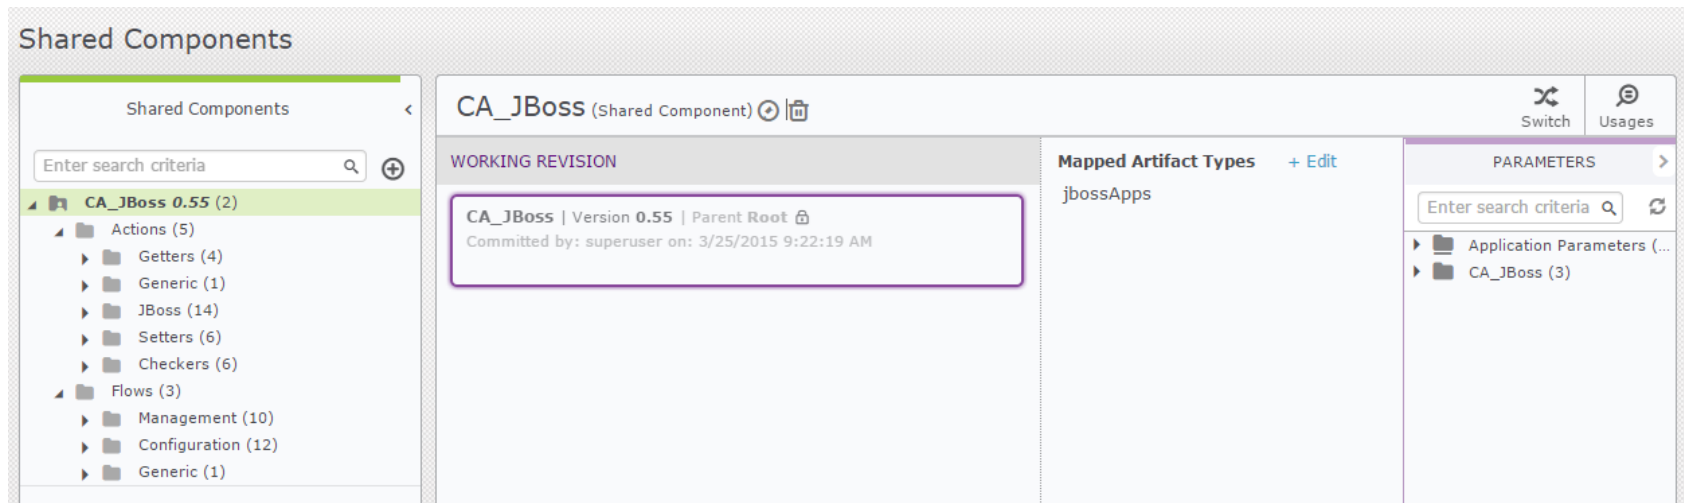 Shared Components
Shared Components
Enter search criteria
CA_JBoss 0.55 (2)
Actions (5)
Getters (4)
Generic (1)
JBoss (14)
Setters (6)
Checkers (6)
Flows (3)
Management (10)
Configuration (12)
Generic (1)
CA_JBoss (Shared Component)
Switch
Usages
WORKING REVISION
CA_JBoss | Version 0.55 | Parent Root
Committed by: superuser on: 3/25/2015 9:22:19 AM
Mapped Artifact Types + Edit
jbossApps
PARAMETERS
Enter search criteria
Application Parameters (...
CA_JBoss (3)